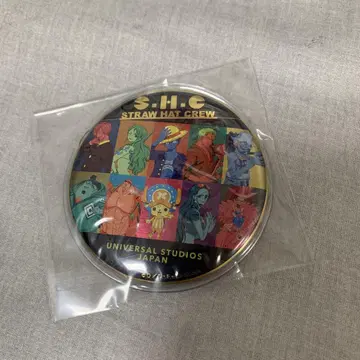 S.H.C
STRAW HAT CREW
UNIVERSAL STUDIOS
JAPAN